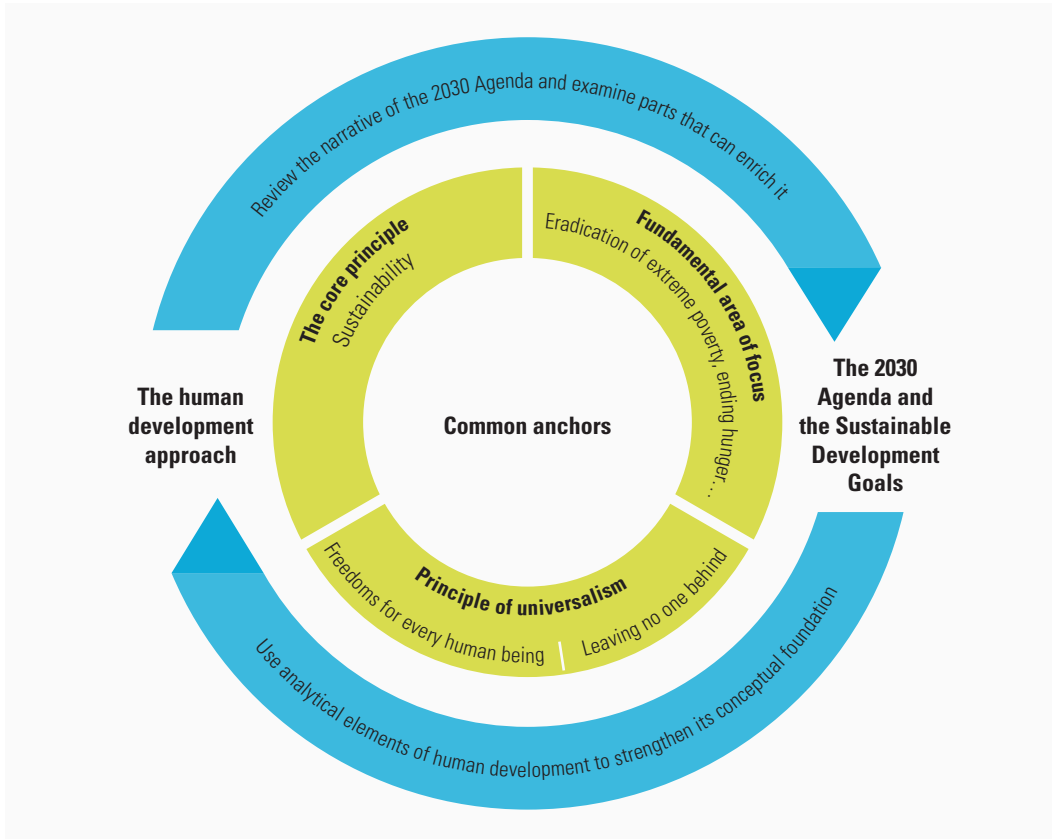 Review the narrative of the 2030 Agenda and examine parts that can enrich it
The core principle
Sustainability
Fundamental area of focus
Eradication of extreme poverty, ending hunger…
The human
development
approach
Common anchors
The 2030
Agenda and
the Sustainable
Development
Goals
Principle of universalism
Freedoms for every human being
Leaving no one behind
Use analytical elements of human development to strengthen its conceptual foundation